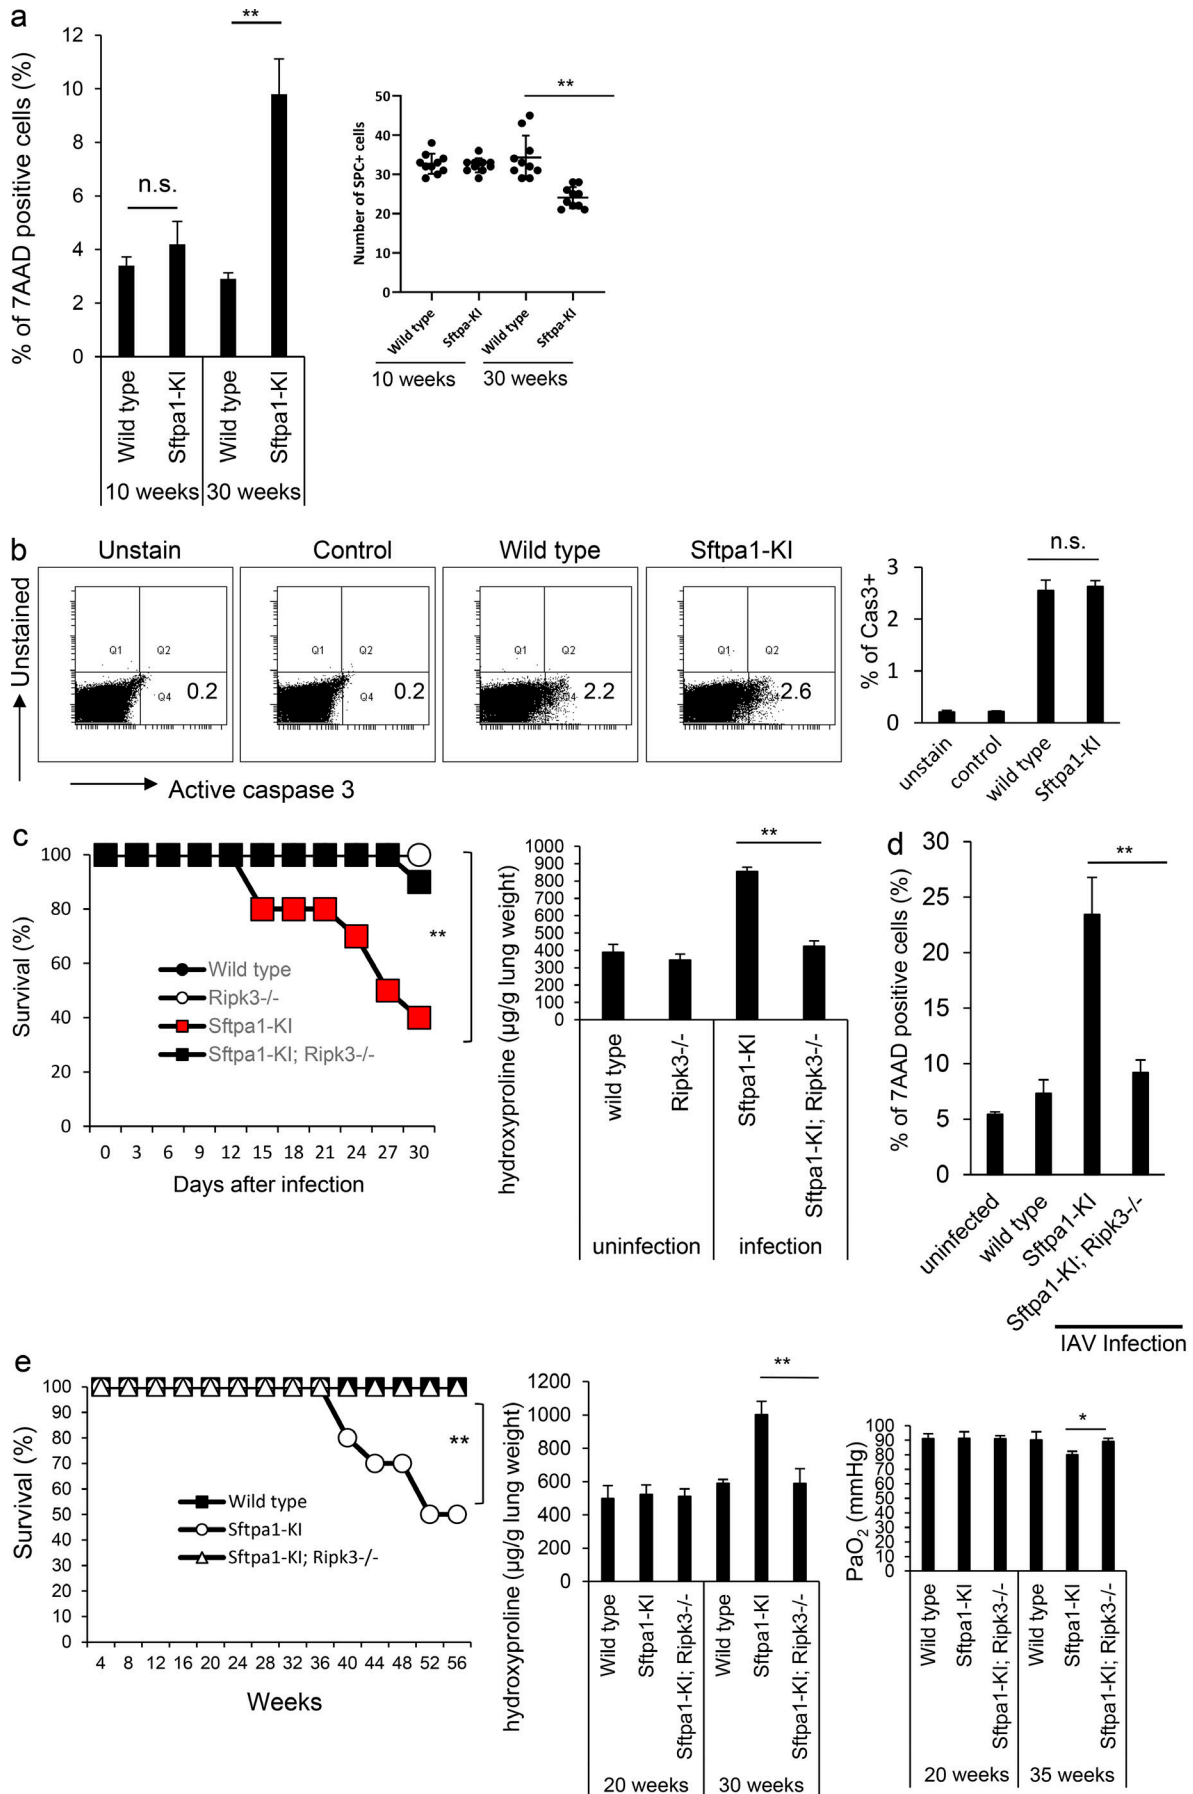 a
% of 7AAD positive cells (%)
12
10
8
6
4
2
0
n.s.
**
Wild type
Sftpa1-KI
Wild type
Sftpa1-KI
10 weeks
30 weeks
Number of SPC+ cells
50
40
30
20
10
0
**
Wild type
Sftpa-KI
Wild type
Sftpa-KI
10 weeks
30 weeks
b
Unstain
Control
Wild type
Sftpa1-KI
Unstained
Q1
Q2
Q4
0.2
Q1
Q2
Q4
0.2
Q1
Q2
Q4
2.2
Q1
Q2
Q4
2.6
Active caspase 3
% of Cas3+
3
2
1
0
n.s.
unstain
control
wild type
Sftpa1-KI
c
Survival (%)
100
80
60
40
20
0
**
Wild type
Ripk3-/-
Sftpa1-KI
Sftpa1-KI; Ripk3-/-
0 3 6 9 12 15 18 21 24 27 30
Days after infection
hydroxyproline (µg/g lung weight)
1000
900
800
700
600
500
400
300
200
100
0
**
wild type
Ripk3-/-
Sftpa1-KI
Sftpa1-KI; Ripk3-/-
uninfection
infection
d
% of 7AAD positive cells (%)
30
25
20
15
10
5
0
**
uninfected
wild type
Sftpa1-KI
Sftpa1-KI; Ripk3-/-
IAV Infection
e
Survival (%)
100
90
80
70
60
50
40
30
20
10
0
**
Wild type
Sftpa1-KI
Sftpa1-KI; Ripk3-/-
4 8 12 16 20 24 28 32 36 40 44 48 52 56
Weeks
hydroxyproline (µg/g lung weight)
1200
1000
800
600
400
200
0
**
Wild type
Sftpa1-KI
Sftpa1-KI; Ripk3-/-
Wild type
Sftpa1-KI
Sftpa1-KI; Ripk3-/-
20 weeks
30 weeks
PaO2 (mmHg)
100
90
80
70
60
50
40
30
20
10
0
*
Wild type
Sftpa1-KI
Sftpa1-KI; Ripk3-/-
Wild type
Sftpa1-KI
Sftpa1-KI; Ripk3-/-
20 weeks
35 weeks